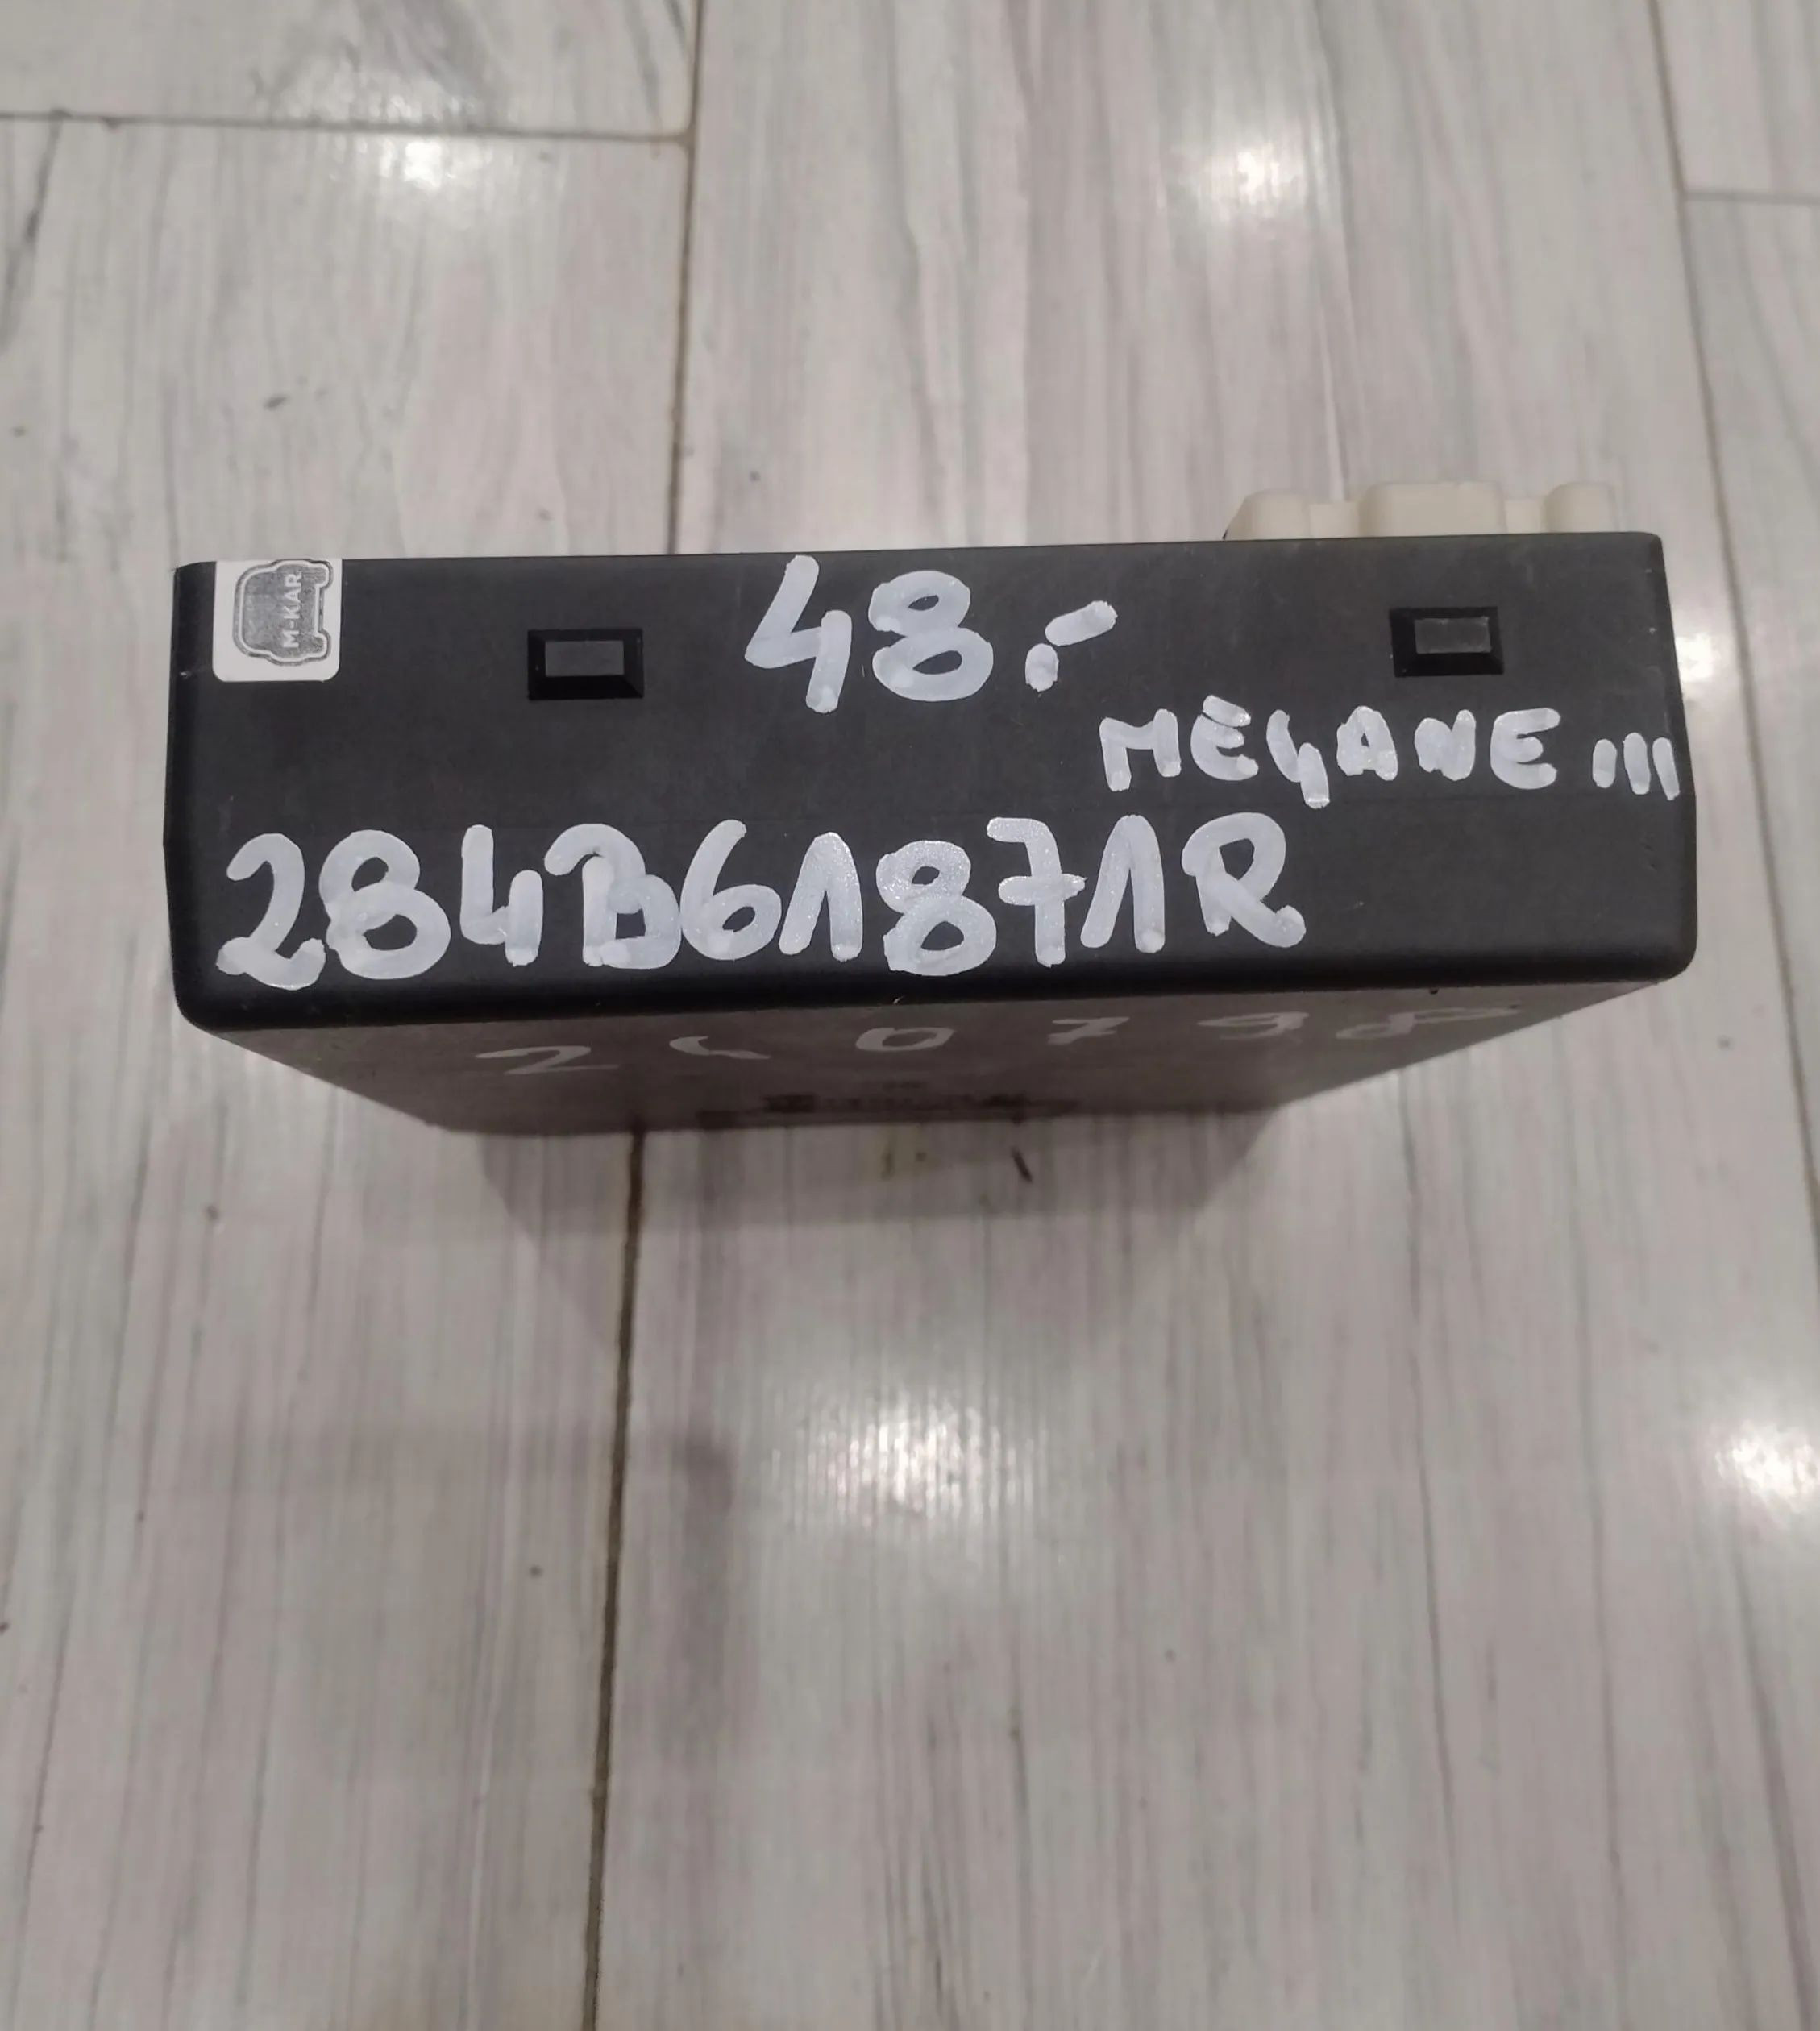 M-KAR
48.-
MEGANE III
284B61871R